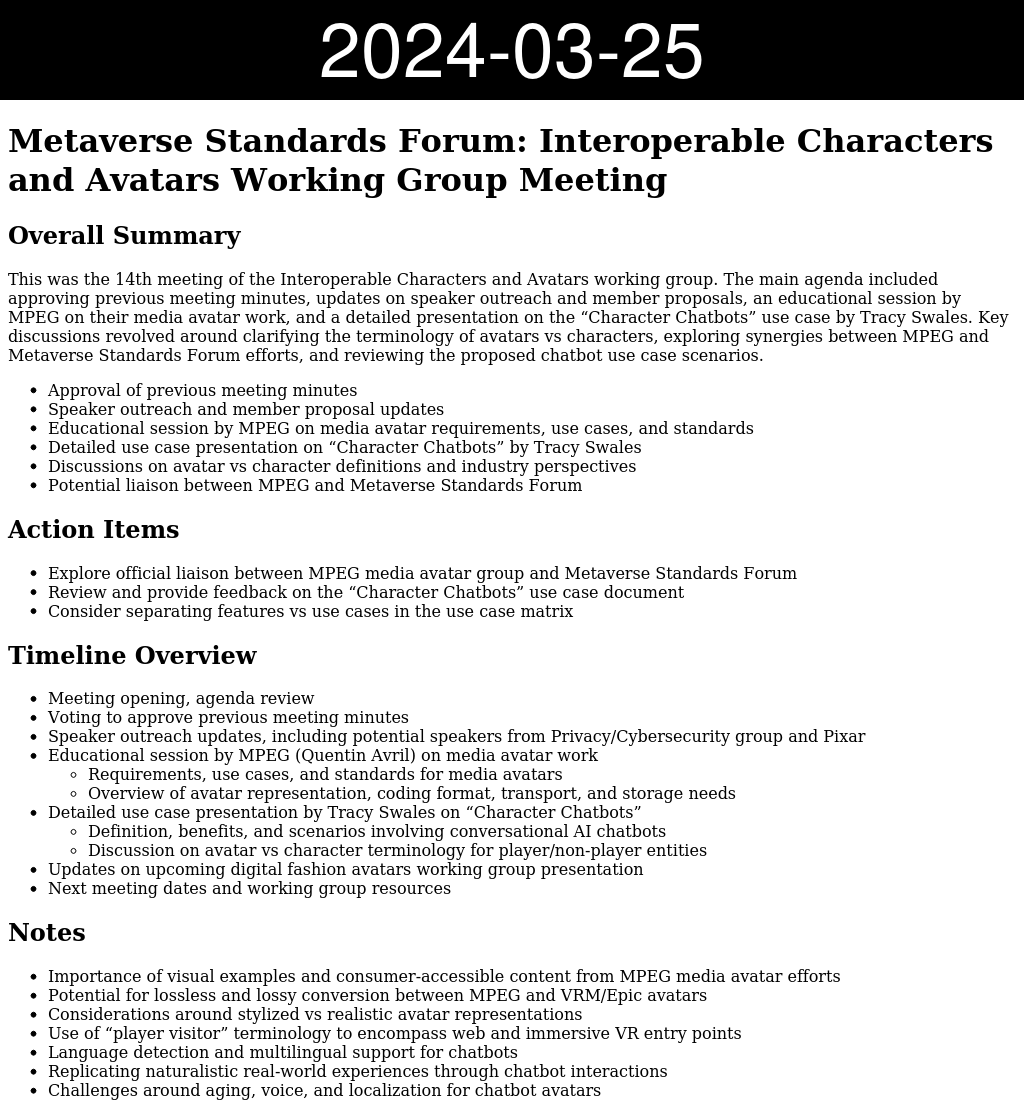 2024-03-25
Metaverse Standards Forum: Interoperable Characters
and Avatars Working Group Meeting
Overall Summary
This was the 14th meeting of the Interoperable Characters and Avatars working group. The main agenda included
approving previous meeting minutes, updates on speaker outreach and member proposals, an educational session by
MPEG on their media avatar work, and a detailed presentation on the “Character Chatbots” use case by Tracy Swales. Key
discussions revolved around clarifying the terminology of avatars vs characters, exploring synergies between MPEG and
Metaverse Standards Forum efforts, and reviewing the proposed chatbot use case scenarios.
• Approval of previous meeting minutes
• Speaker outreach and member proposal updates
• Educational session by MPEG on media avatar requirements, use cases, and standards
• Detailed use case presentation on “Character Chatbots” by Tracy Swales
• Discussions on avatar vs character definitions and industry perspectives
• Potential liaison between MPEG and Metaverse Standards Forum
Action Items
• Explore official liaison between MPEG media avatar group and Metaverse Standards Forum
• Review and provide feedback on the “Character Chatbots” use case document
• Consider separating features vs use cases in the use case matrix
Timeline Overview
• Meeting opening, agenda review
• Voting to approve previous meeting minutes
• Speaker outreach updates, including potential speakers from Privacy/Cybersecurity group and Pixar
• Educational session by MPEG (Quentin Avril) on media avatar work
◦ Requirements, use cases, and standards for media avatars
◦ Overview of avatar representation, coding format, transport, and storage needs
• Detailed use case presentation by Tracy Swales on “Character Chatbots”
◦ Definition, benefits, and scenarios involving conversational AI chatbots
◦ Discussion on avatar vs character terminology for player/non-player entities
• Updates on upcoming digital fashion avatars working group presentation
• Next meeting dates and working group resources
Notes
• Importance of visual examples and consumer-accessible content from MPEG media avatar efforts
• Potential for lossless and lossy conversion between MPEG and VRM/Epic avatars
• Considerations around stylized vs realistic avatar representations
• Use of “player visitor” terminology to encompass web and immersive VR entry points
• Language detection and multilingual support for chatbots
• Replicating naturalistic real-world experiences through chatbot interactions
• Challenges around aging, voice, and localization for chatbot avatars